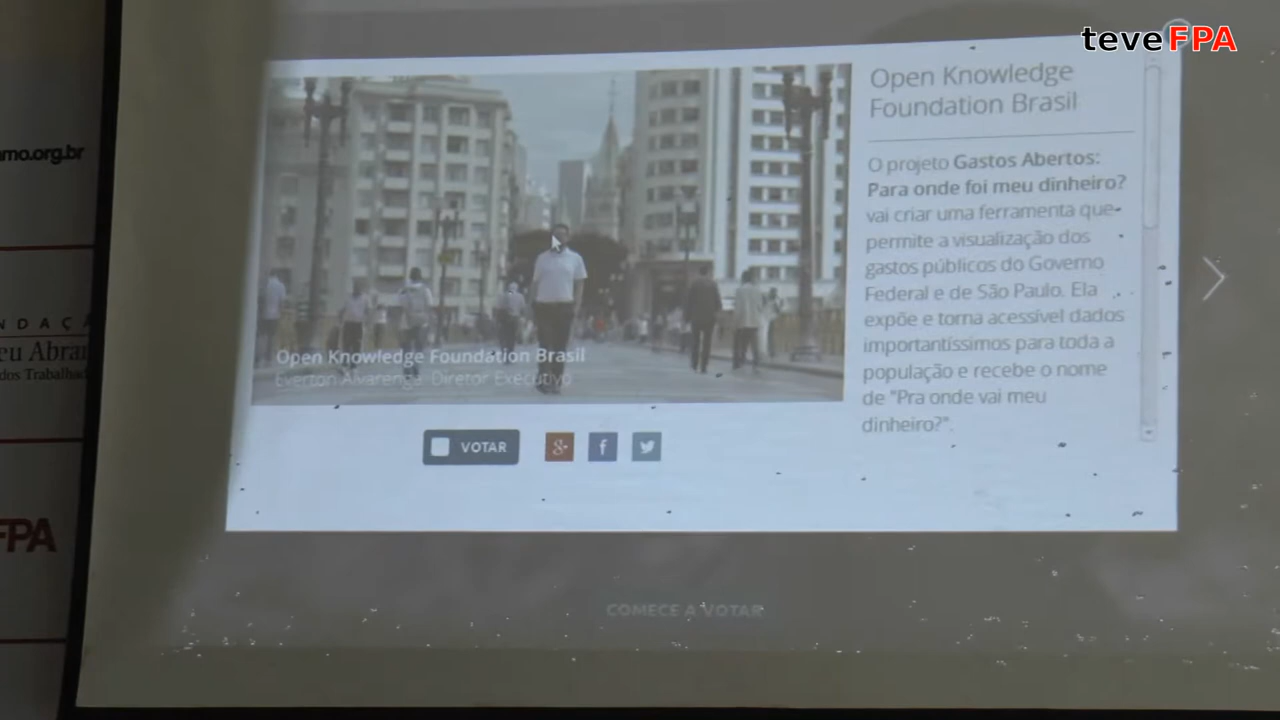 teveFPA
mo.org.br
NDAÇ
eu Abra
dos Trabalha
FPA
Open Knowledge Foundation Brasil
Everton Alvarenga. Diretor Executivo
VOTAR
Open Knowledge
Foundation Brasil
O projeto Gastos Abertos:
Para onde foi meu dinheiro?
vai criar uma ferramenta que
permite a visualização dos
gastos públicos do Governo
Federal e de São Paulo. Ela
expõe e torna acessível dados
importantíssimos para toda a
população e recebe o nome
de "Pra onde vai meu
dinheiro?".
COMECE A VOTAR